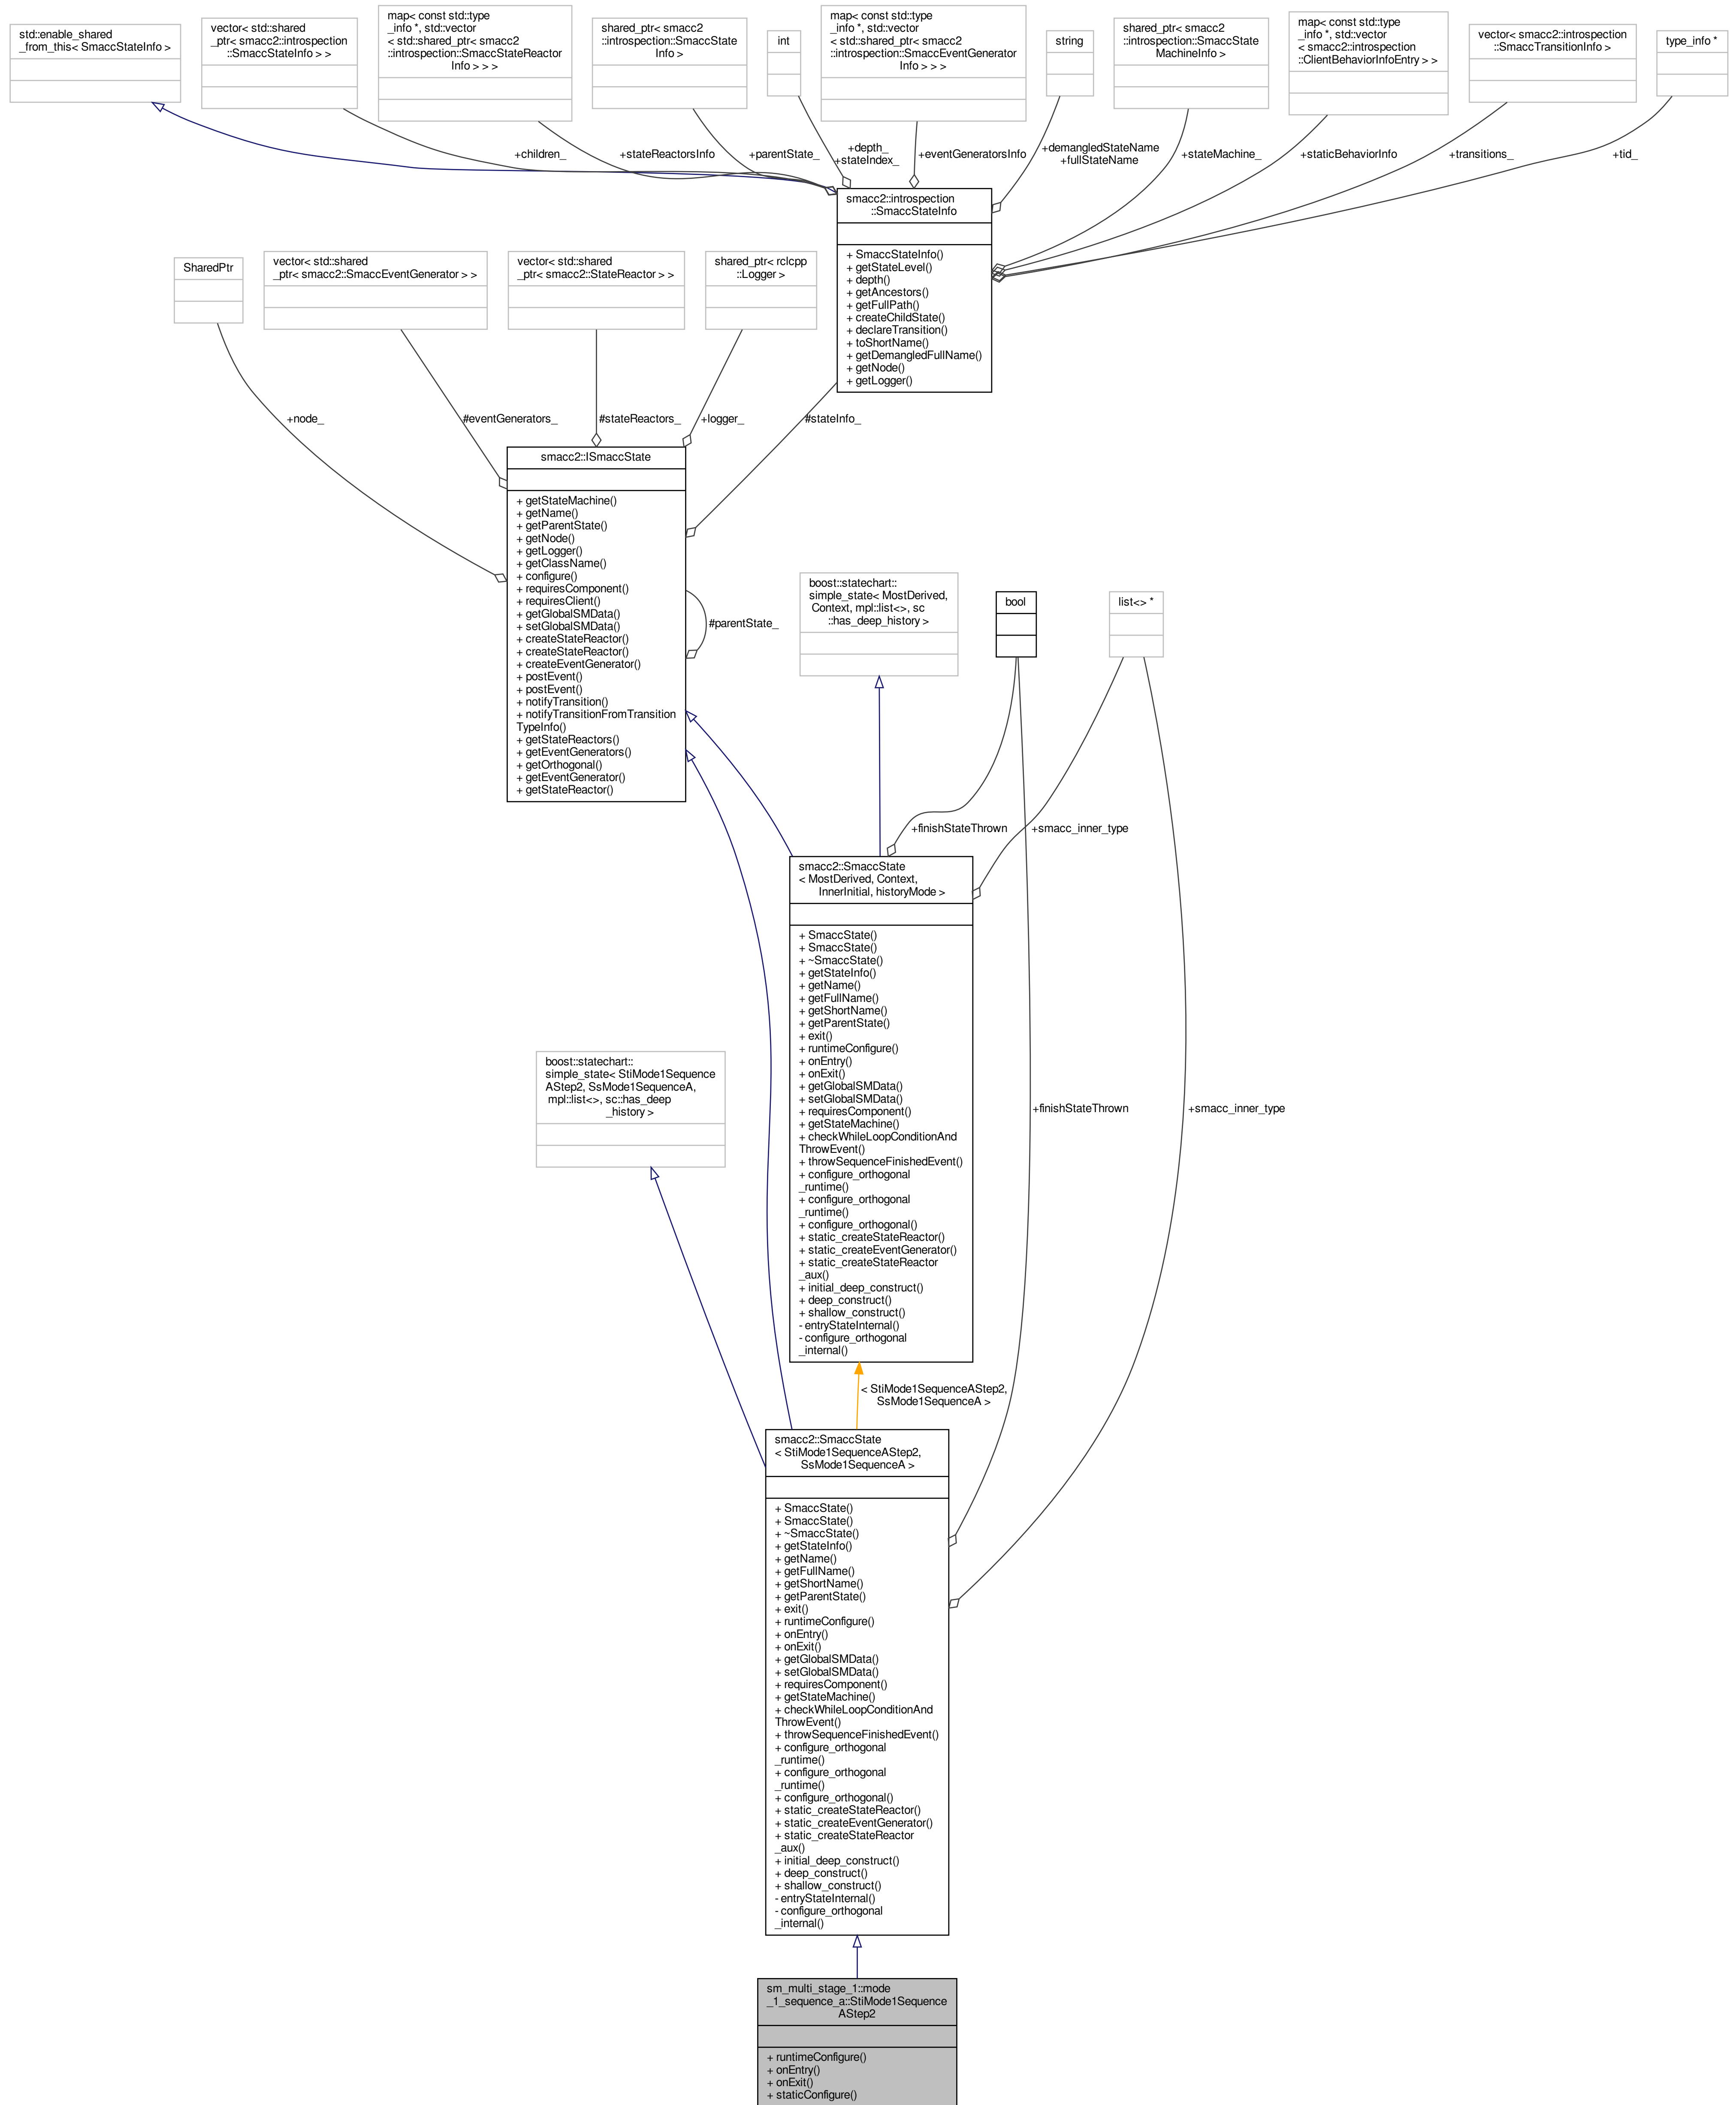 std::enable_shared
_from_this< SmaccStateInfo >
vector< std::shared
_ptr< smacc2::introspection
::SmaccStateInfo > >
map< const std::type
_info *, std::vector
< std::shared_ptr< smacc2
::introspection::SmaccStateReactor
Info > > >
shared_ptr< smacc2
::introspection::SmaccState
Info >
int
map< const std::type
_info *, std::vector
< std::shared_ptr< smacc2
::introspection::SmaccEventGenerator
Info > > >
string
shared_ptr< smacc2
::introspection::SmaccState
MachineInfo >
map< const std::type
_info *, std::vector
< smacc2::introspection
::ClientBehaviorInfoEntry > >
vector< smacc2::introspection
::SmaccTransitionInfo >
type_info *
+children_
+stateReactorsInfo
+parentState_
+depth_
+stateIndex_
+eventGeneratorsInfo
+demangledStateName
+fullStateName
+stateMachine_
+staticBehaviorInfo
+transitions_
+tid_
smacc2::introspection
::SmaccStateInfo
+ SmaccStateInfo()
+ getStateLevel()
+ depth()
+ getAncestors()
+ getFullPath()
+ createChildState()
+ declareTransition()
+ toShortName()
+ getDemangledFullName()
+ getNode()
+ getLogger()
SharedPtr
vector< std::shared
_ptr< smacc2::SmaccEventGenerator > >
vector< std::shared
_ptr< smacc2::StateReactor > >
shared_ptr< rclcpp
::Logger >
+node_
#eventGenerators_
#stateReactors_
+logger_
#stateInfo_
smacc2::ISmaccState
+ getStateMachine()
+ getName()
+ getParentState()
+ getNode()
+ getLogger()
+ getClassName()
+ configure()
+ requiresComponent()
+ requiresClient()
+ getGlobalSMData()
+ setGlobalSMData()
+ createStateReactor()
+ createStateReactor()
+ createEventGenerator()
+ postEvent()
+ postEvent()
+ notifyTransition()
+ notifyTransitionFromTransition
TypeInfo()
+ getStateReactors()
+ getEventGenerators()
+ getOrthogonal()
+ getEventGenerator()
+ getStateReactor()
#parentState_
boost::statechart::
simple_state< MostDerived,
Context, mpl::list<>, sc
::has_deep_history >
bool
list<> *
+finishStateThrown
+smacc_inner_type
smacc2::SmaccState
< MostDerived, Context,
InnerInitial, historyMode >
+ SmaccState()
+ SmaccState()
+ ~SmaccState()
+ getStateInfo()
+ getName()
+ getFullName()
+ getShortName()
+ getParentState()
+ exit()
+ runtimeConfigure()
+ onEntry()
+ onExit()
+ getGlobalSMData()
+ setGlobalSMData()
+ requiresComponent()
+ getStateMachine()
+ checkWhileLoopConditionAnd
ThrowEvent()
+ throwSequenceFinishedEvent()
+ configure_orthogonal
_runtime()
+ configure_orthogonal
_runtime()
+ configure_orthogonal()
+ static_createStateReactor()
+ static_createEventGenerator()
+ static_createStateReactor
_aux()
+ initial_deep_construct()
+ deep_construct()
+ shallow_construct()
- entryStateInternal()
- configure_orthogonal
_internal()
boost::statechart::
simple_state< StiMode1Sequence
AStep2, SsMode1SequenceA,
mpl::list<>, sc::has_deep
_history >
+finishStateThrown
+smacc_inner_type
< StiMode1SequenceAStep2,
SsMode1SequenceA >
smacc2::SmaccState
< StiMode1SequenceAStep2,
SsMode1SequenceA >
+ SmaccState()
+ SmaccState()
+ ~SmaccState()
+ getStateInfo()
+ getName()
+ getFullName()
+ getShortName()
+ getParentState()
+ exit()
+ runtimeConfigure()
+ onEntry()
+ onExit()
+ getGlobalSMData()
+ setGlobalSMData()
+ requiresComponent()
+ getStateMachine()
+ checkWhileLoopConditionAnd
ThrowEvent()
+ throwSequenceFinishedEvent()
+ configure_orthogonal
_runtime()
+ configure_orthogonal
_runtime()
+ configure_orthogonal()
+ static_createStateReactor()
+ static_createEventGenerator()
+ static_createStateReactor
_aux()
+ initial_deep_construct()
+ deep_construct()
+ shallow_construct()
- entryStateInternal()
- configure_orthogonal
_internal()
sm_multi_stage_1::mode
_1_sequence_a::StiMode1Sequence
AStep2
+ runtimeConfigure()
+ onEntry()
+ onExit()
+ staticConfigure()